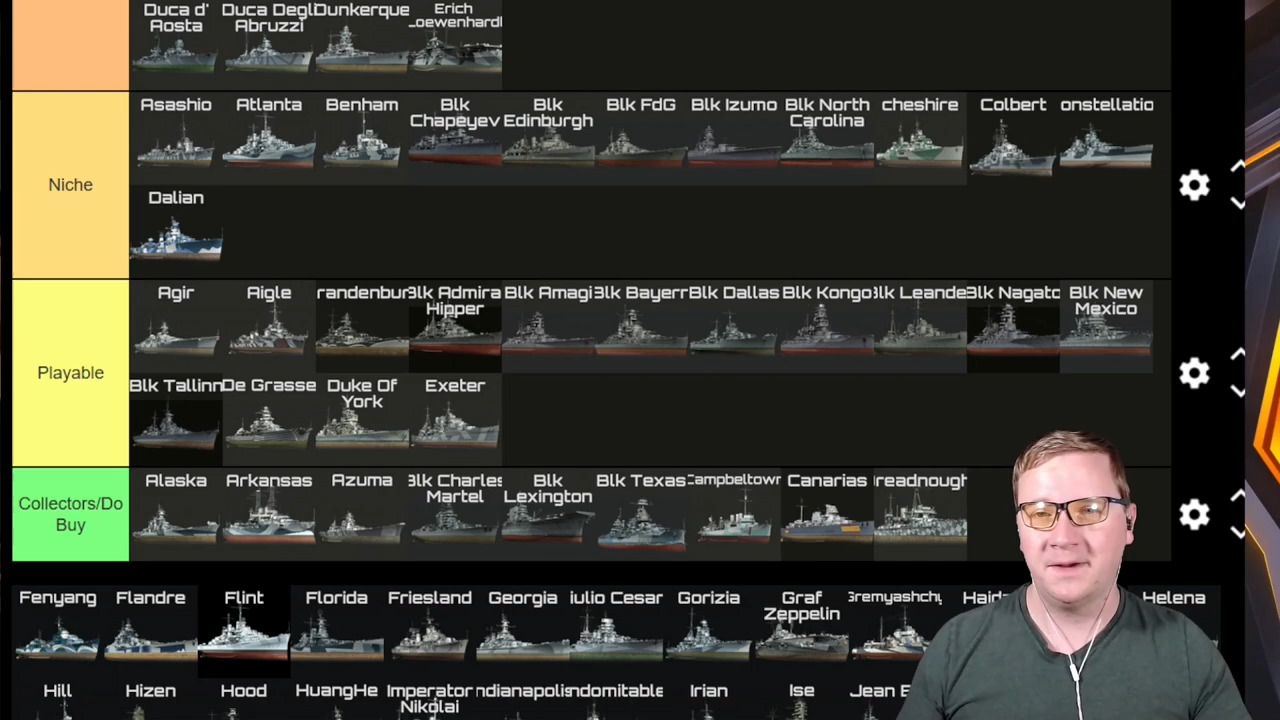 Duca d' Aosta
Duca Degl Abruzzi
Dunkerque
Erich oewenhardt
Niche
Asashio
Atlanta
Benham
Blk Chapeyev
Blk Edinburgh
Blk FdG
Blk Izumo
Blk North Carolina
cheshire
Colbert
onstellatio
Dalian
Playable
Agir
Aigle
randenbur
Blk Admira Hipper
Blk Amagi
Blk Bayern
Blk Dallas
Blk Kongo
Blk Leande
Blk Nagato
Blk New Mexico
Blk Tallinn
De Grasse
Duke Of York
Exeter
Collectors/Do Buy
Alaska
Arkansas
Azuma
Blk Charles Martel
Blk Lexington
Blk Texas
Campbeltown
Canarias
readnough
Fenyang
Flandre
Flint
Florida
Friesland
Georgia
iulio Cesar
Gorizia
Graf Zeppelin
Gremyashchy
Haid
Helena
Hill
Hizen
Hood
HuangHe
Imperator Nikolai
ndianapolis
ndomitable
Irian
Ise
Jean B